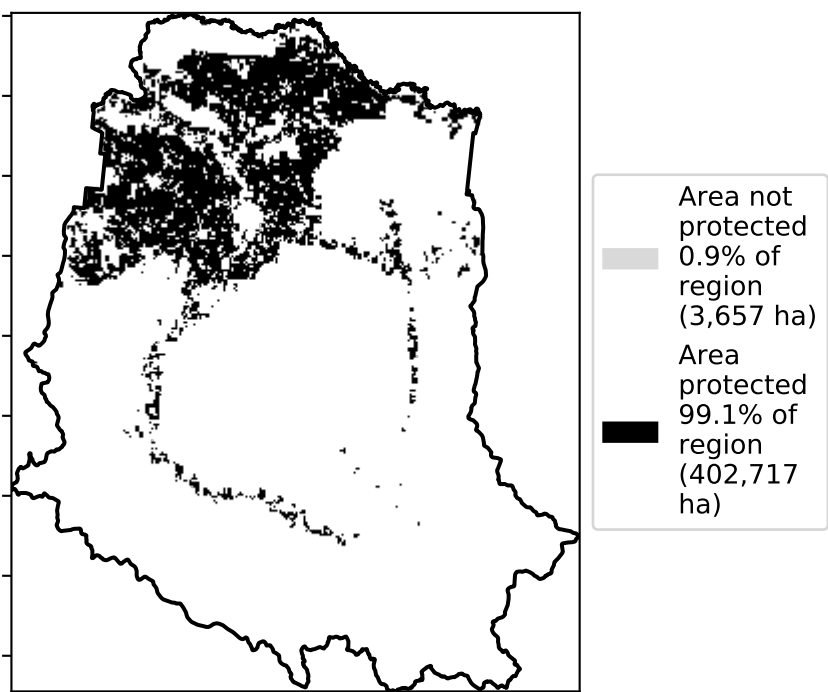 Area not
protected
0.9% of
region
(3,657 ha)
Area
protected
99.1% of
region
(402,717
ha)